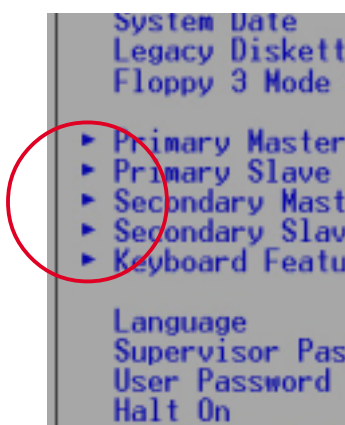 System Date
Legacy Diskett
Floppy 3 Mode
Primary Master
Primary Slave
Secondary Mast
Secondary Slav
Keyboard Featu
Language
Supervisor Pas
User Password
Halt On